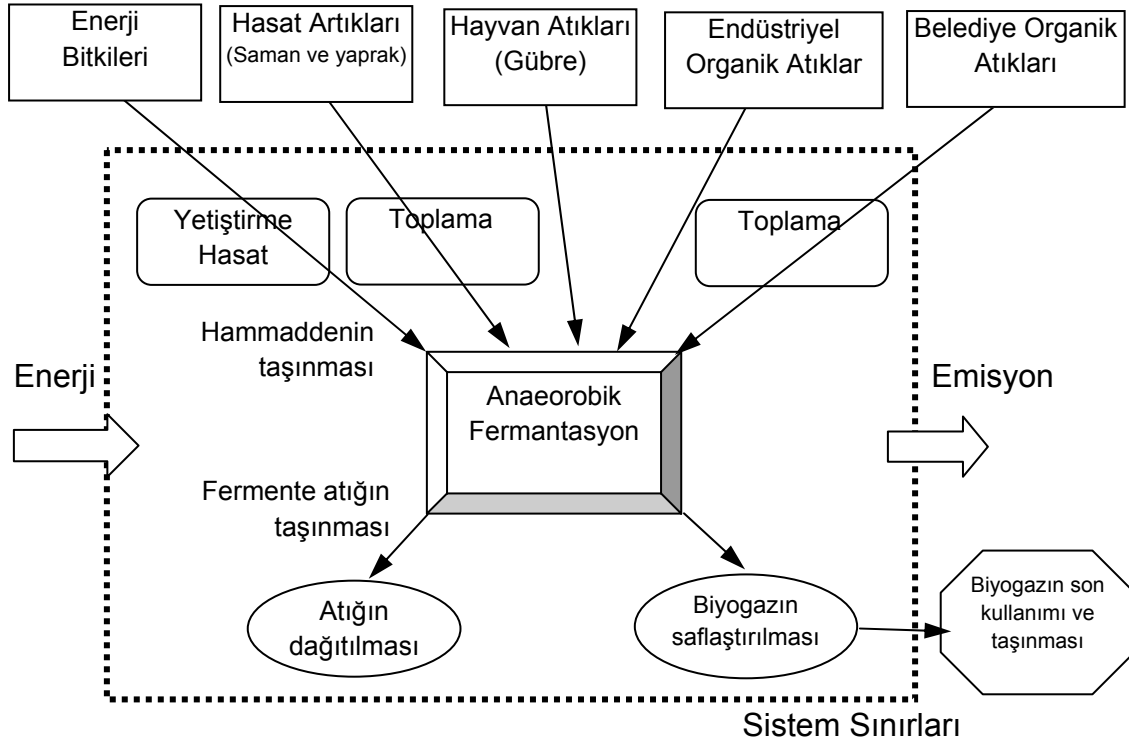 Enerji
Bitkileri
Hasat Artıkları
(Saman ve yaprak)
Hayvan Atıkları
(Gübre)
Endüstriyel
Organik Atıklar
Belediye Organik
Atıkları
Yetiştirme
Hasat
Toplama
Toplama
Hammaddenin
taşınması
Enerji
Anaeorobik
Fermantasyon
Emisyon
Fermente atığın
taşınması
Atığın
dağıtılması
Biyogazın
saflaştırılması
Biyogazın son
kullanımı ve
taşınması
Sistem Sınırları